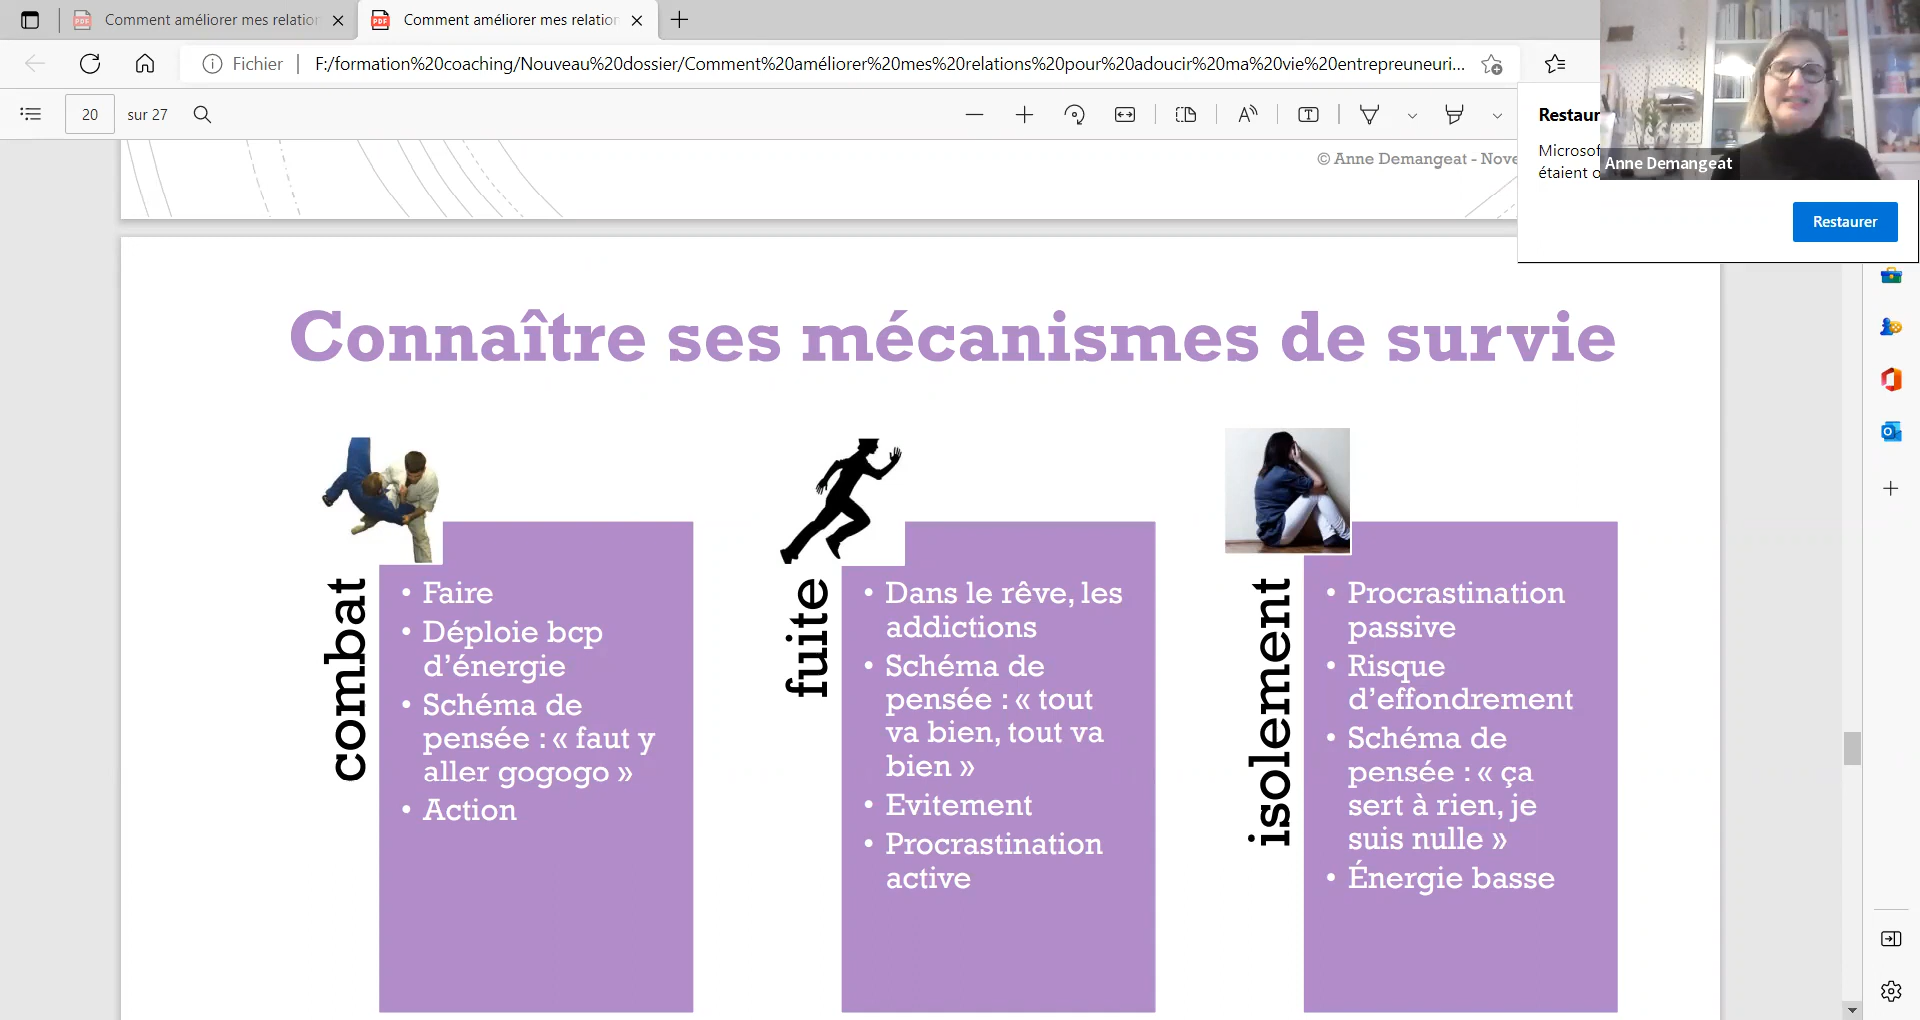 Comment améliorer mes relation
Comment améliorer mes relation
Fichier
F:/formation%20coaching/Nouveau%20dossier/Comment%20améliorer%20mes%20relations%20pour%20adoucir%20ma%20vie%20entrepreuneuri...
20 sur 27
Restaur
Microsof
étaient o
Anne Demangeat
Restaurer
© Anne Demangeat - Nove
Connaître ses mécanismes de survie
combat
• Faire
• Déploie bcp
d’énergie
• Schéma de
pensée : « faut y
aller gogogo »
• Action
fuite
• Dans le rêve, les
addictions
• Schéma de
pensée : « tout
va bien, tout va
bien »
• Evitement
• Procrastination
active
isolement
• Procrastination
passive
• Risque
d’effondrement
• Schéma de
pensée : « ça
sert à rien, je
suis nulle »
• Énergie basse